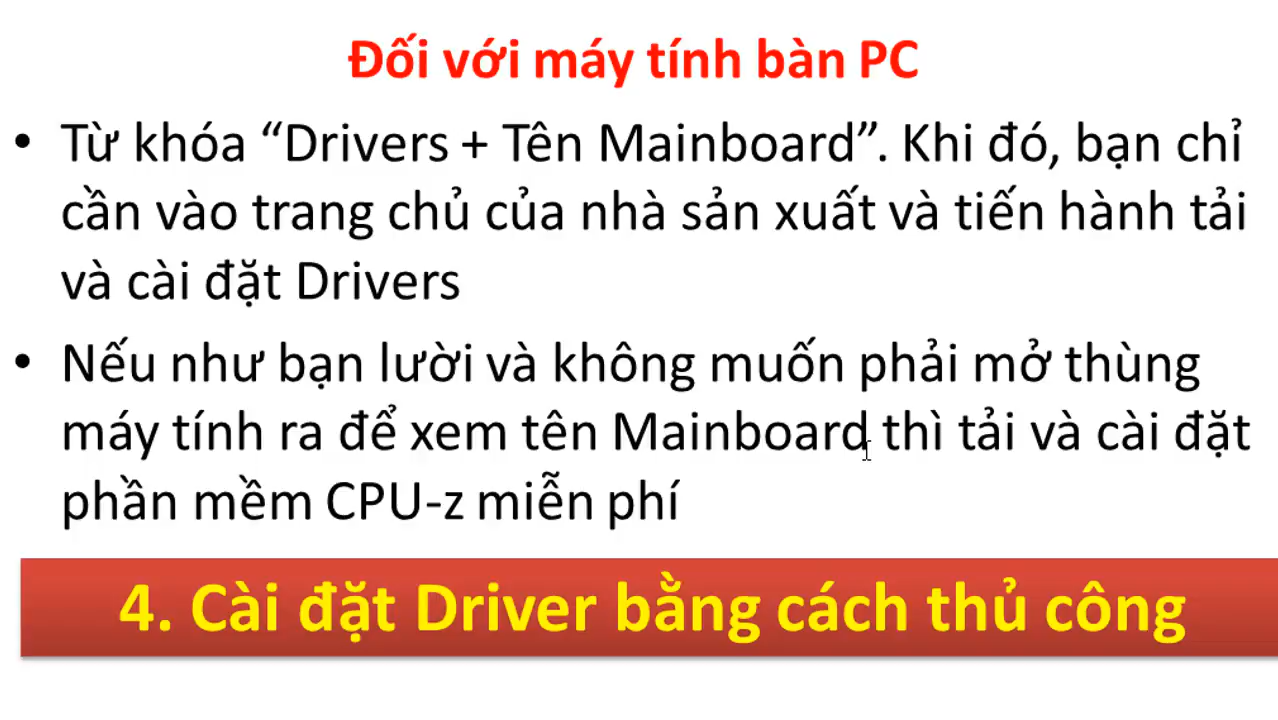 Đối với máy tính bàn PC
• Từ khóa “Drivers + Tên Mainboard”. Khi đó, bạn chỉ
cần vào trang chủ của nhà sản xuất và tiến hành tải
và cài đặt Drivers
• Nếu như bạn lười và không muốn phải mở thùng
máy tính ra để xem tên Mainboard thì tải và cài đặt
phần mềm CPU-z miễn phí
4. Cài đặt Driver bằng cách thủ công